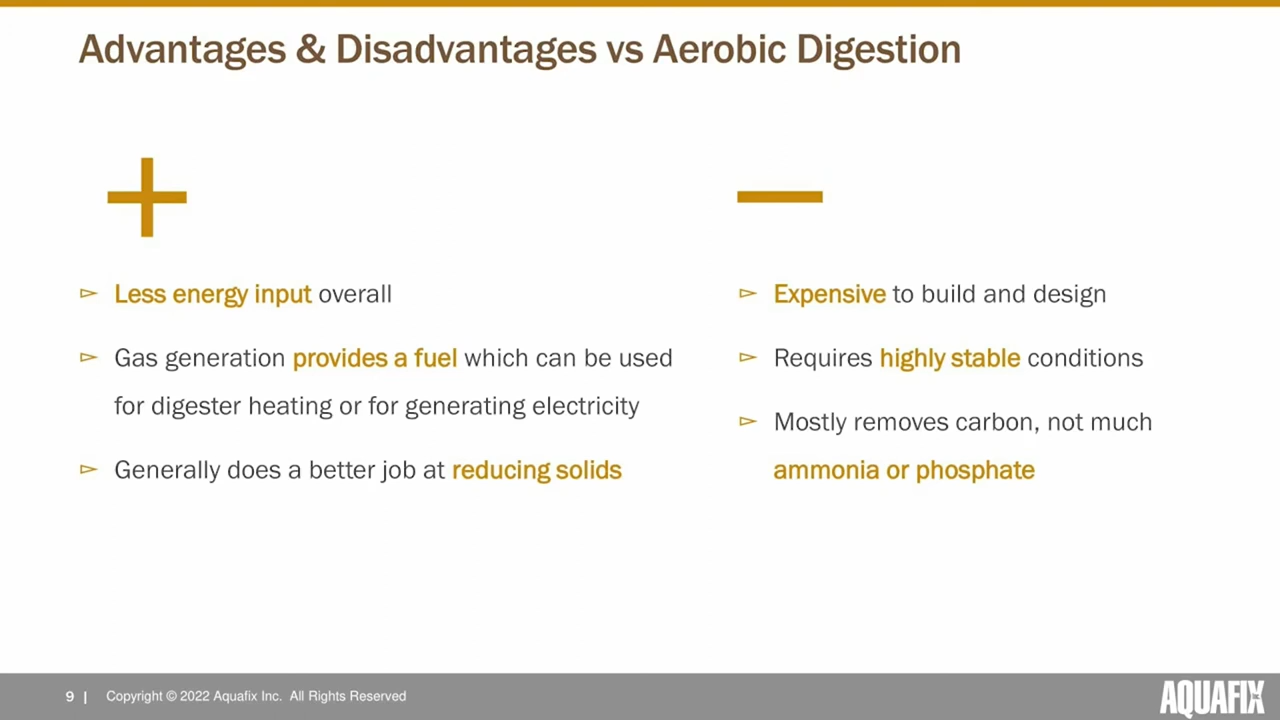 Advantages & Disadvantages vs Aerobic Digestion
Less energy input overall
Gas generation provides a fuel which can be used
for digester heating or for generating electricity
Generally does a better job at reducing solids
Expensive to build and design
Requires highly stable conditions
Mostly removes carbon, not much
ammonia or phosphate
9 | Copyright © 2022 Aquafix Inc. All Rights Reserved
AQUAFIX